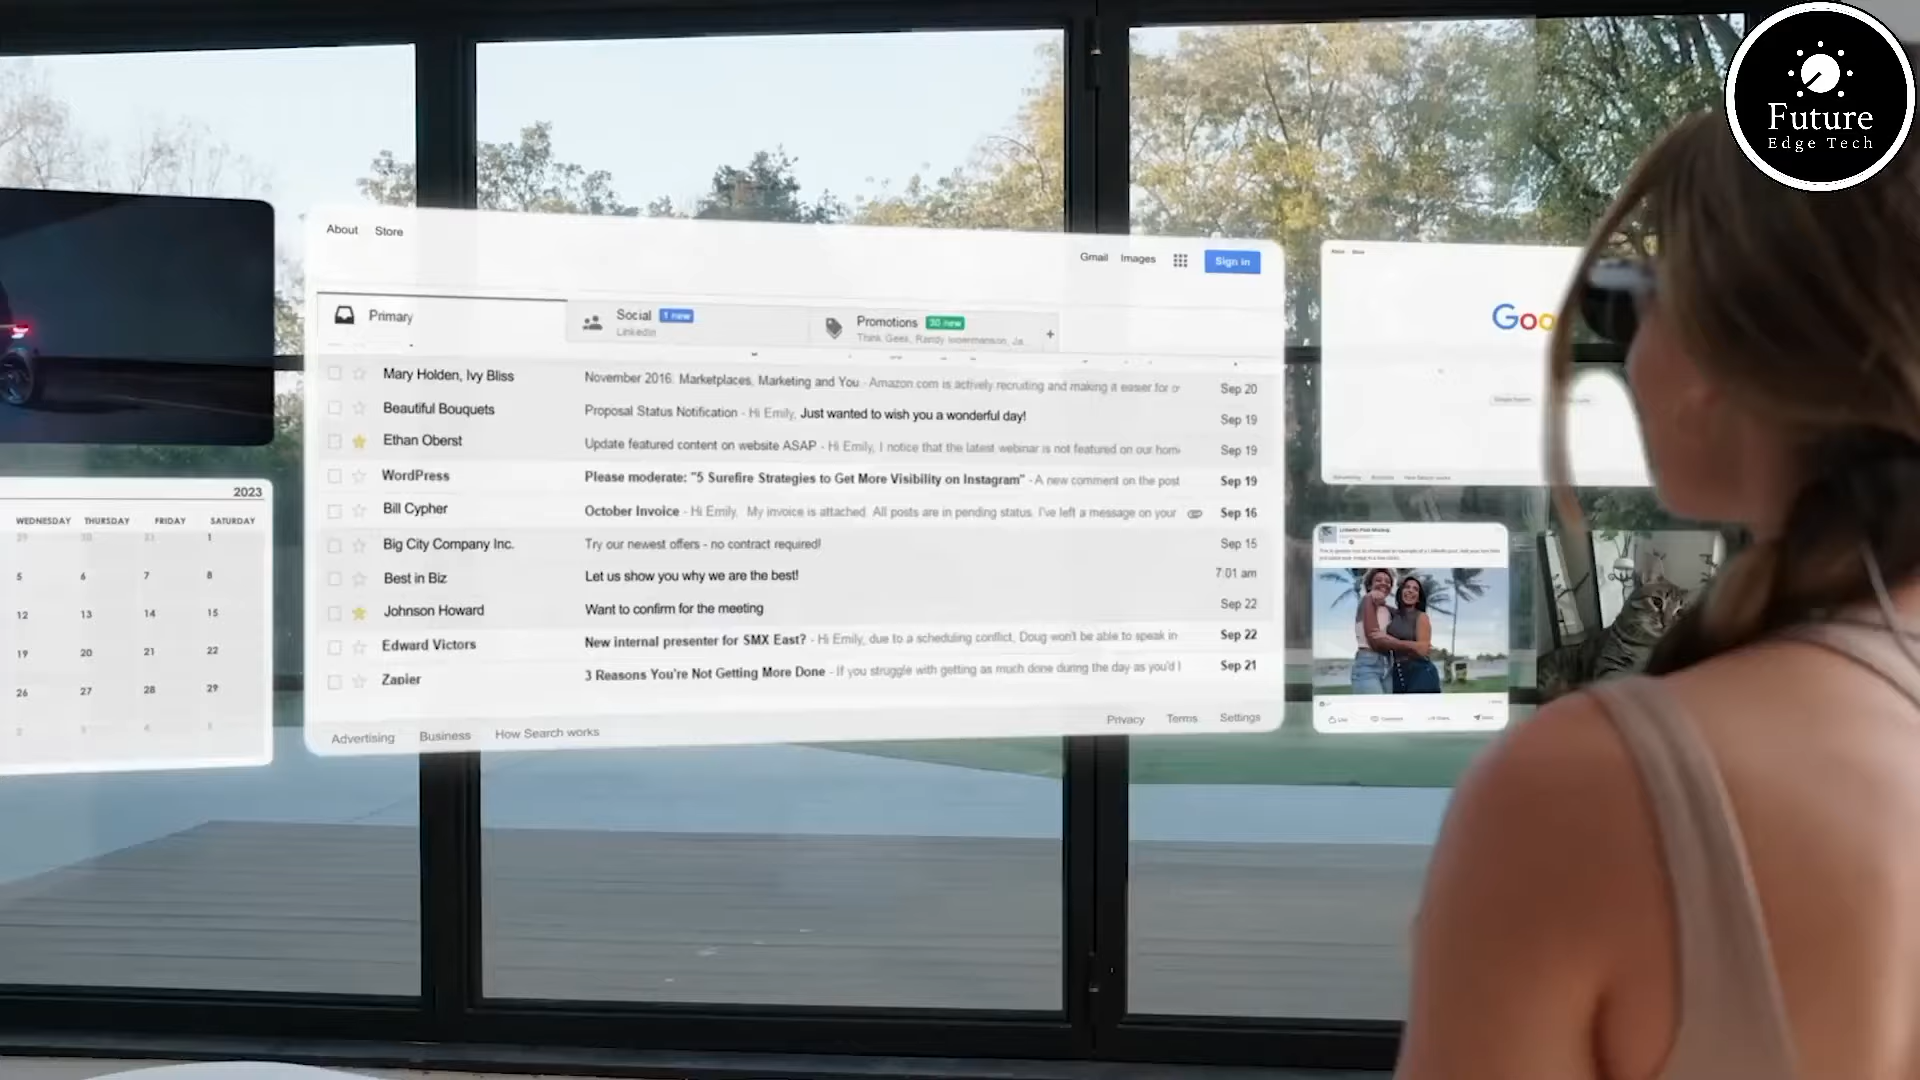 Future
Edge Tech
About Store
Gmail Images Sign in
Primary
Social 1 new
LinkedIn
Promotions 30 new
Think Geek, Randy
Mary Holden, Ivy Bliss November 2016. Marketplaces, Marketing and You - Amazon.com is actively recruiting and making it easier for Sep 20
Beautiful Bouquets Proposal Status Notification - Hi Emily, Just wanted to wish you a wonderful day! Sep 19
Ethan Oberst Update featured content on website ASAP - Hi Emily, I notice that the latest webinar is not featured on our Sep 19
WordPress Please moderate: "5 Surefire Strategies to Get More Visibility on Instagram" - A new comment on the post Sep 19
Bill Cypher October Invoice - Hi Emily, My invoice is attached. All posts are in pending status. I've left a message on your Sep 16
Big City Company Inc. Try our newest offers - no contract required! Sep 15
Best in Biz Let us show you why we are the best! 7:01 am
Johnson Howard Want to confirm for the meeting Sep 22
Edward Victors New internal presenter for SMX East? - Hi Emily, due to a scheduling conflict, Doug won't be able to speak in Sep 22
Zapier 3 Reasons You're Not Getting More Done - If you struggle with getting as much done during the day as you'd Sep 21
Advertising Business How Search works
Privacy Terms Settings
2023
WEDNESDAY THURSDAY FRIDAY SATURDAY
29 30 31 1
5 6 7 8
12 13 14 15
19 20 21 22
26 27 28 29
2 3 4 5
Goo